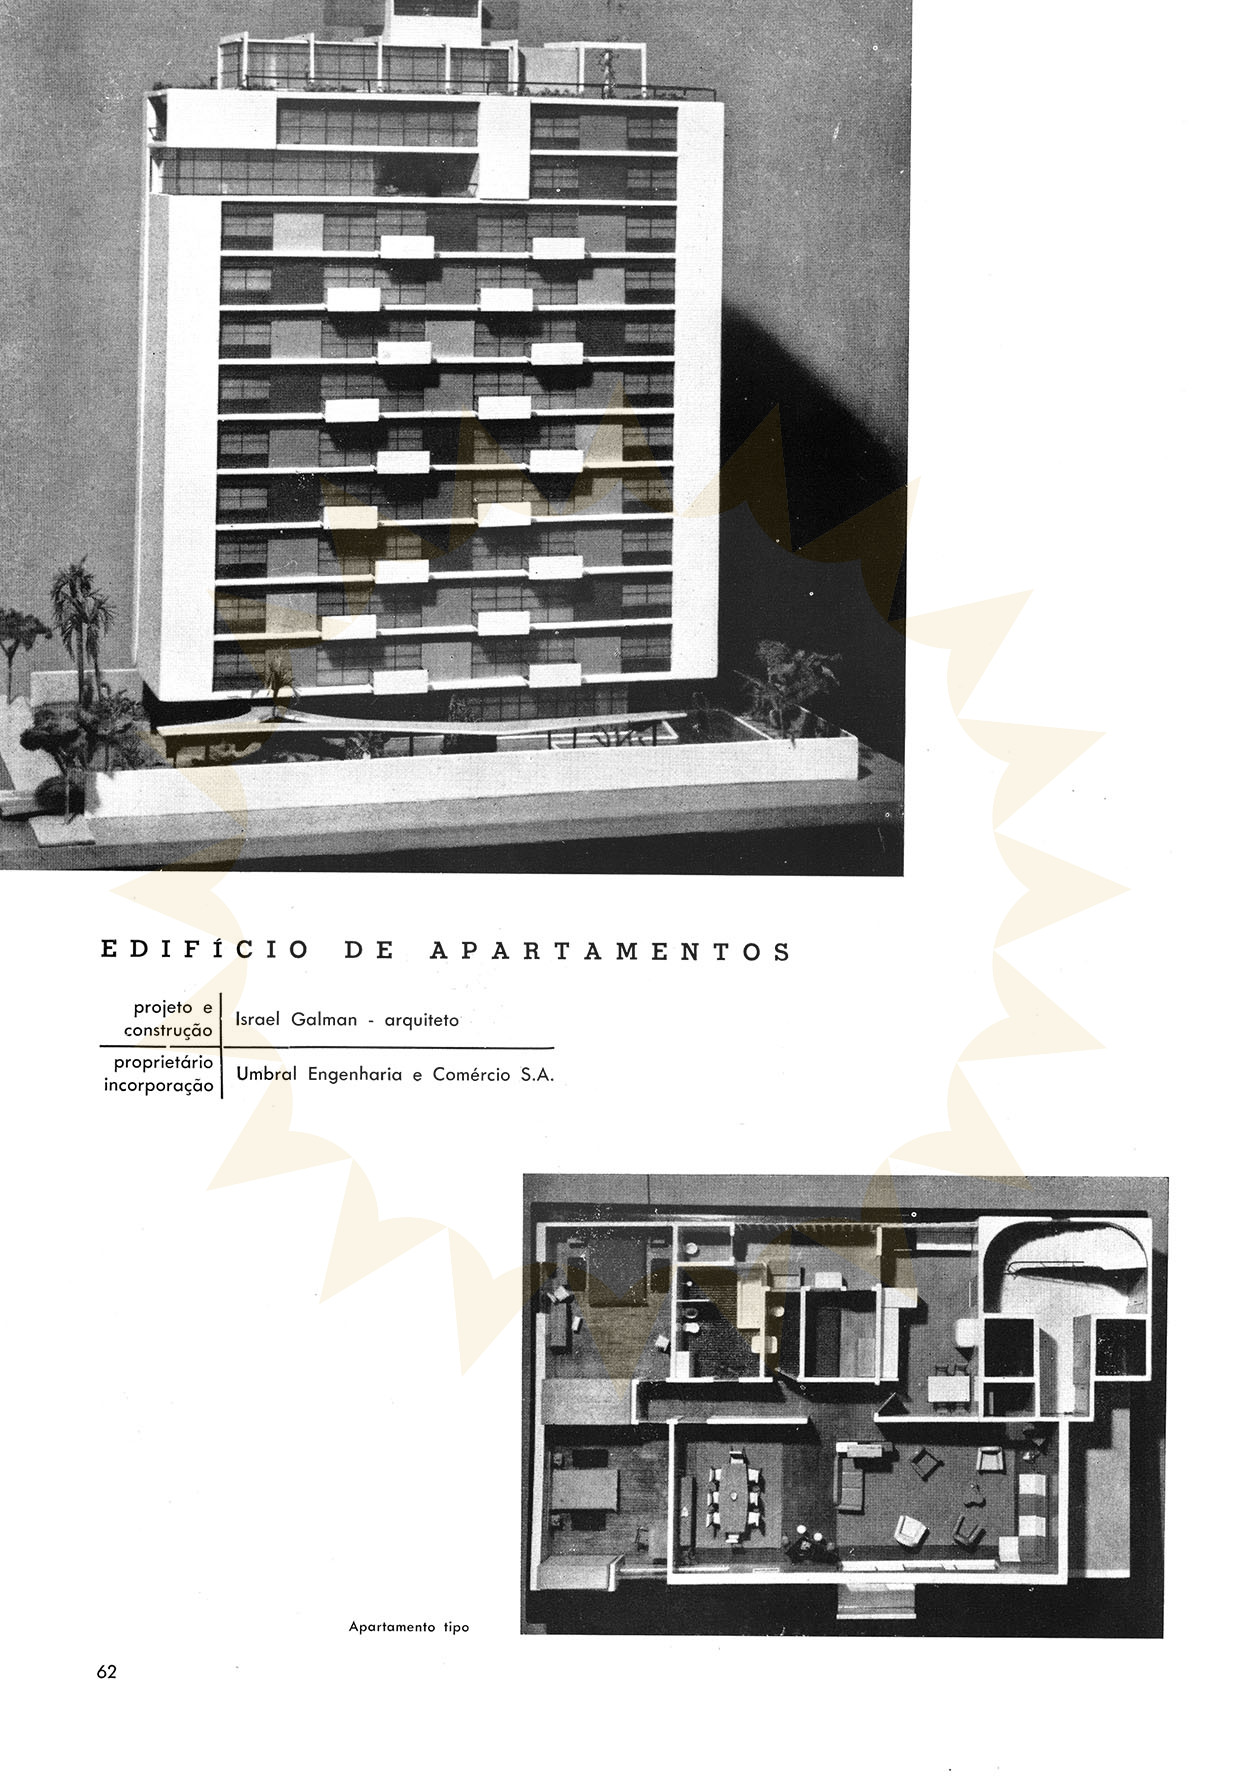 EDIFÍCIO DE APARTAMENTOS
projeto e
construção
Israel Galman - arquiteto
proprietário
incorporação
Umbral Engenharia e Comércio S.A.
Apartamento tipo
62